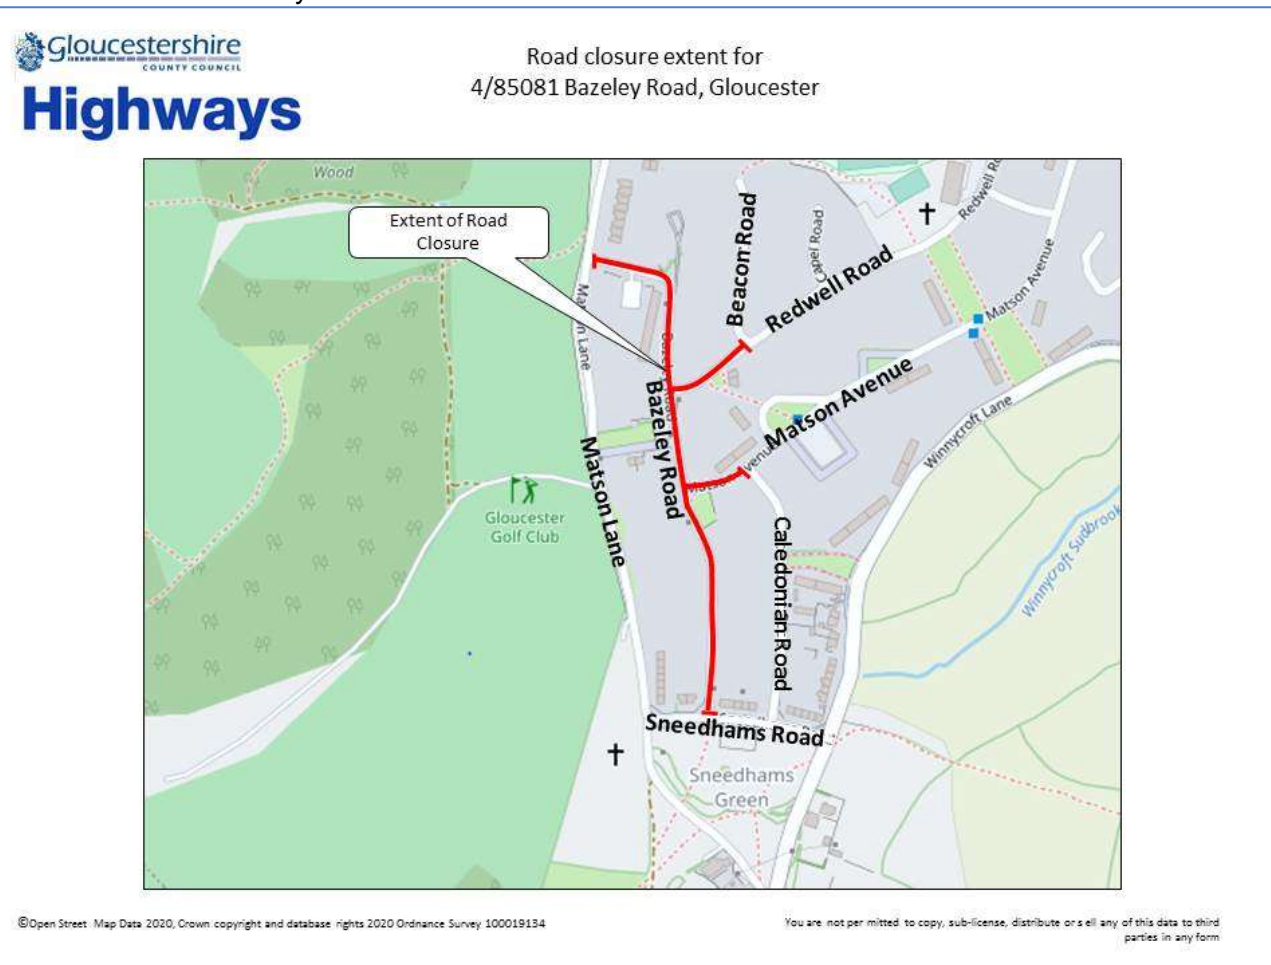 Gloucestershire
COUNTY COUNCIL
Highways
Road closure extent for
4/85081 Bazeley Road, Gloucester
Wood
Extent of Road
Closure
Beacon Road
Capel Road
Redwell Road
Redwell R
Matson Avenue
Matson Lane
Bazeley Road
Matson Avenue
Winnycroft Lane
Matson Lane
Bazeley Road
Gloucester
Golf Club
Caledonian Road
Winnycroft Sudbrook
Sneedhams Road
Sneedhams
Green
©Open Street Map Data 2020, Crown copyright and database rights 2020 Ordnance Survey 100019134
You are not per mitted to copy, sub-license, distribute or s ell any of this data to third
parties in any form